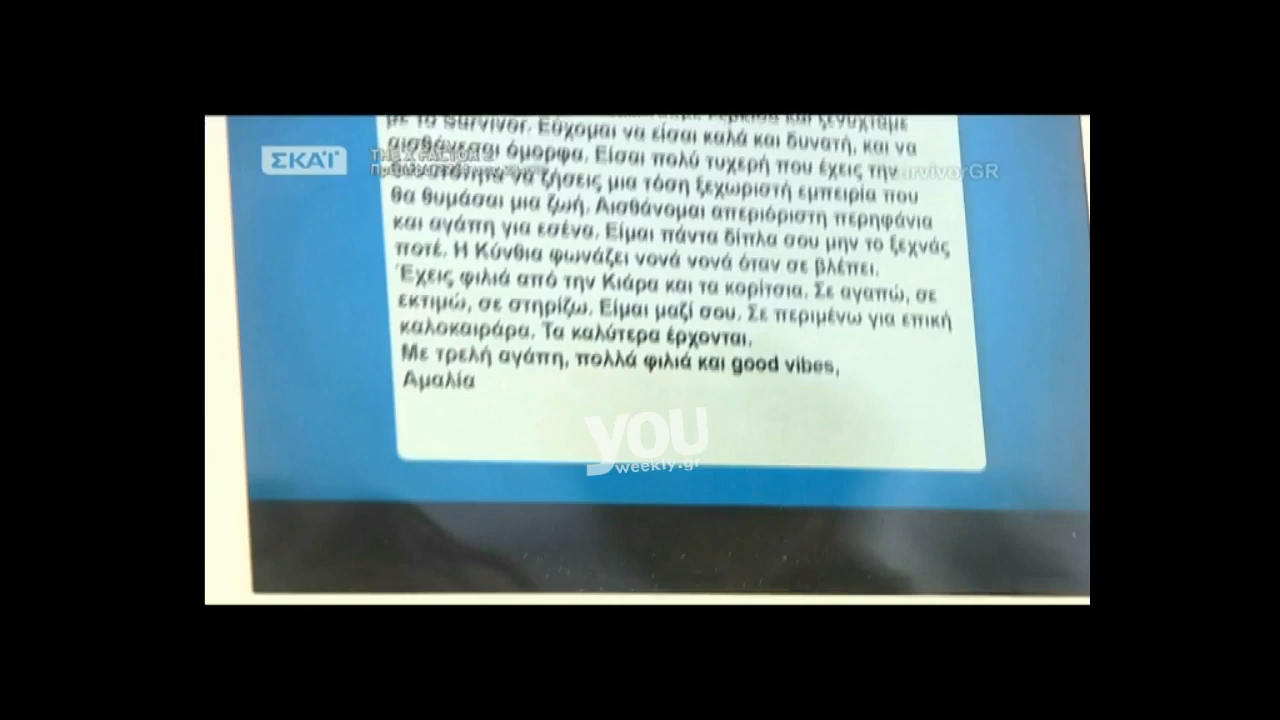 και ξενυχτάμε
με το Survivor. Εύχομαι να είσαι καλά και δυνατή, και να
αισθάνεσαι όμορφα. Είσαι πολύ τυχερή που έχεις την
να ζήσεις μια τόση ξεχωριστή εμπειρία που
θα θυμάσαι μια ζωή. Αισθάνομαι απεριόριστη περηφάνια
και αγάπη για εσένα. Είμαι πάντα δίπλα σου μην το ξεχνάς
ποτέ. Η Κύνθια φωνάζει νονά νονά όταν σε βλέπει.
Έχεις φιλιά από την Κιάρα και τα κορίτσια. Σε αγαπώ, σε
εκτιμώ, σε στηρίζω. Είμαι μαζί σου. Σε περιμένω για επική
καλοκαιράρα. Τα καλύτερα έρχονται.
Με τρελή αγάπη, πολλά φιλιά και good vibes,
Αμαλία
ΣΚΑΪ
THE X FACTOR 2
survivorGR
you
weekly.gr